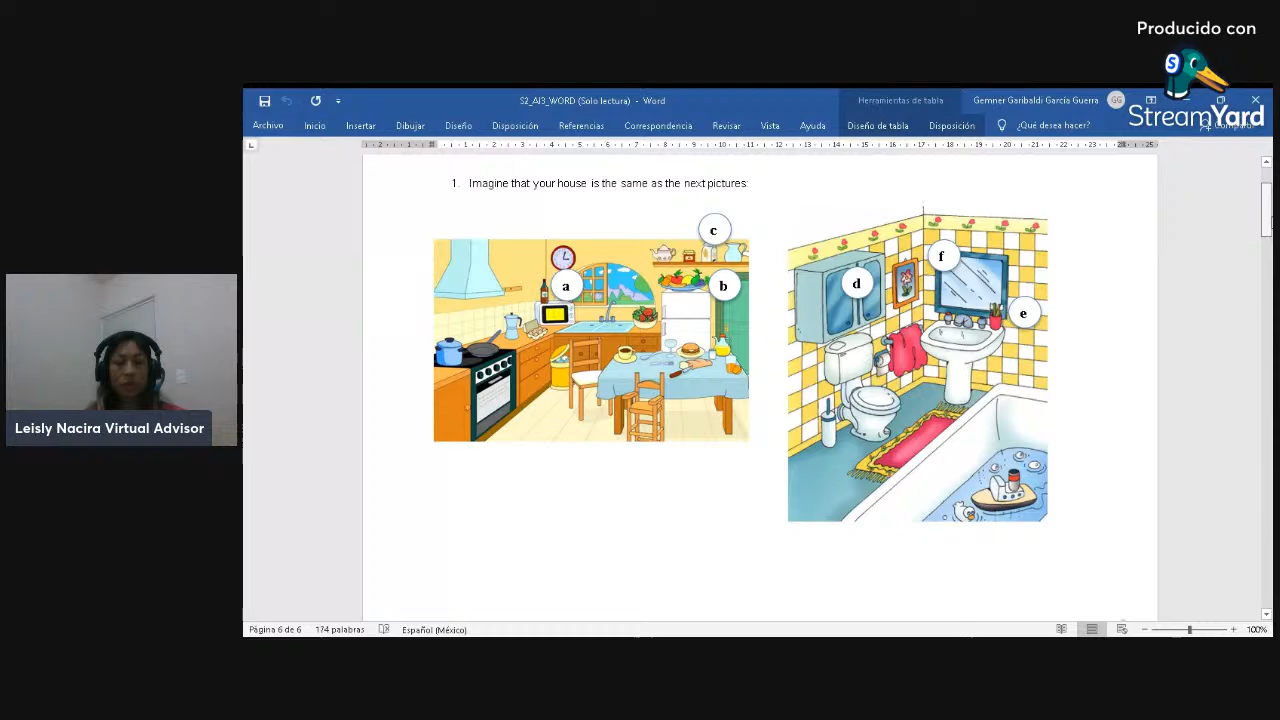 Producido con
StreamYard
S2_AI3_WORD (Solo lectura) - Word
Herramientas de tabla
Gemner Garibaldi García Guerra
GG
Archivo
Inicio
Insertar
Dibujar
Diseño
Disposición
Referencias
Correspondencia
Revisar
Vista
Ayuda
Diseño de tabla
Disposición
¿Qué desea hacer?
1. Imagine that your house is the same as the next pictures:
c
a
b
f
d
e
Leisly Nacira Virtual Advisor
Página 6 de 6
174 palabras
Español (México)
100%